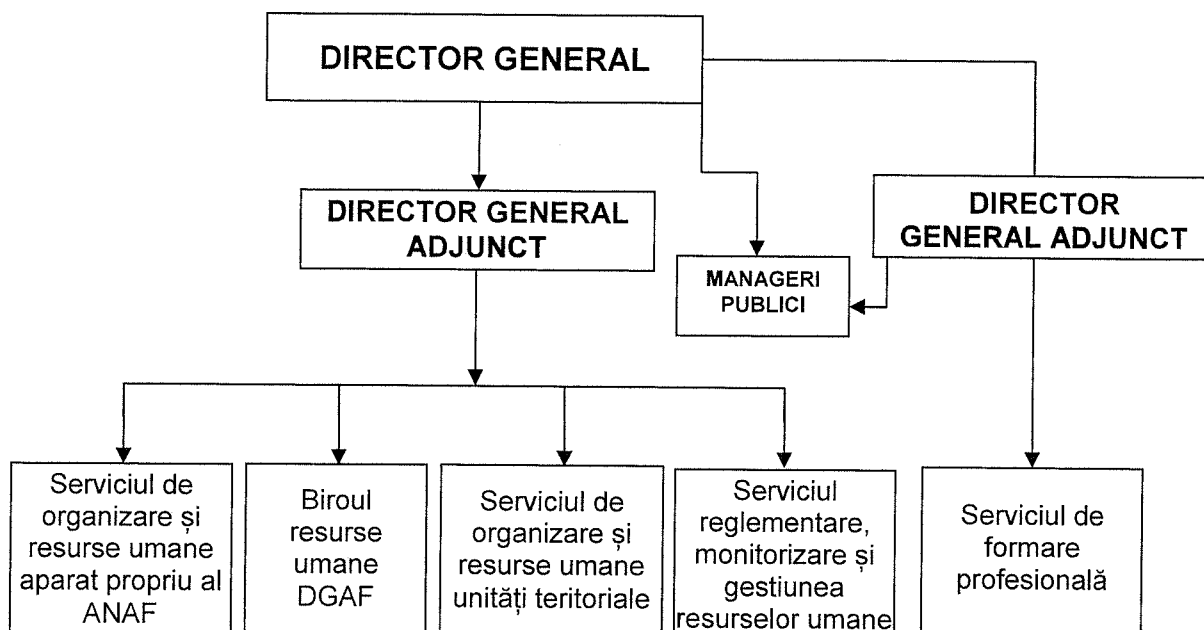 DIRECTOR GENERAL
DIRECTOR GENERAL
ADJUNCT
DIRECTOR
GENERAL ADJUNCT
MANAGERI
PUBLICI
Serviciul de
organizare și
resurse umane
aparat propriu al
ANAF
Biroul
resurse
umane
DGAF
Serviciul de
organizare și
resurse umane
unități teritoriale
Serviciul
reglementare,
monitorizare și
gestiunea
resurselor umane
Serviciul de
formare
profesională